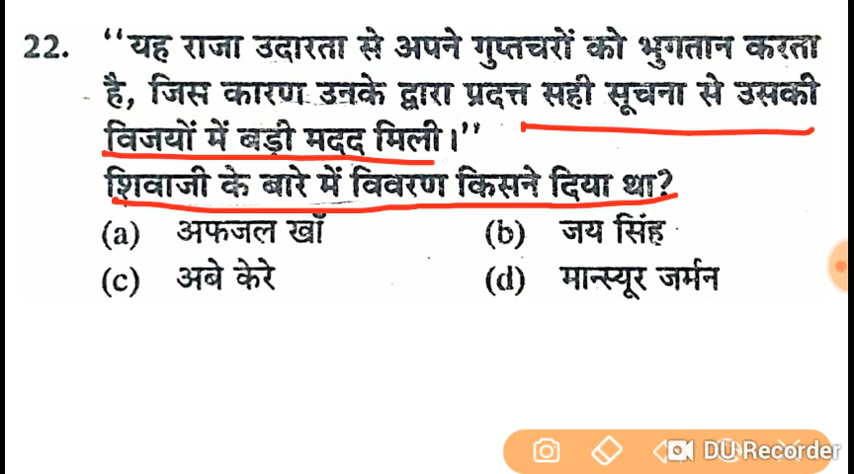 22. “यह राजा उदारता से अपने गुप्तचरों को भुगतान करता
है, जिस कारण उनके द्वारा प्रदत्त सही सूचना से उसकी
विजयों में बड़ी मदद मिली।”
शिवाजी के बारे में विवरण किसने दिया था?
(a) अफजल खाँ (b) जय सिंह
(c) अबे केरे (d) मान्स्यूर जर्मन
DU Recorder